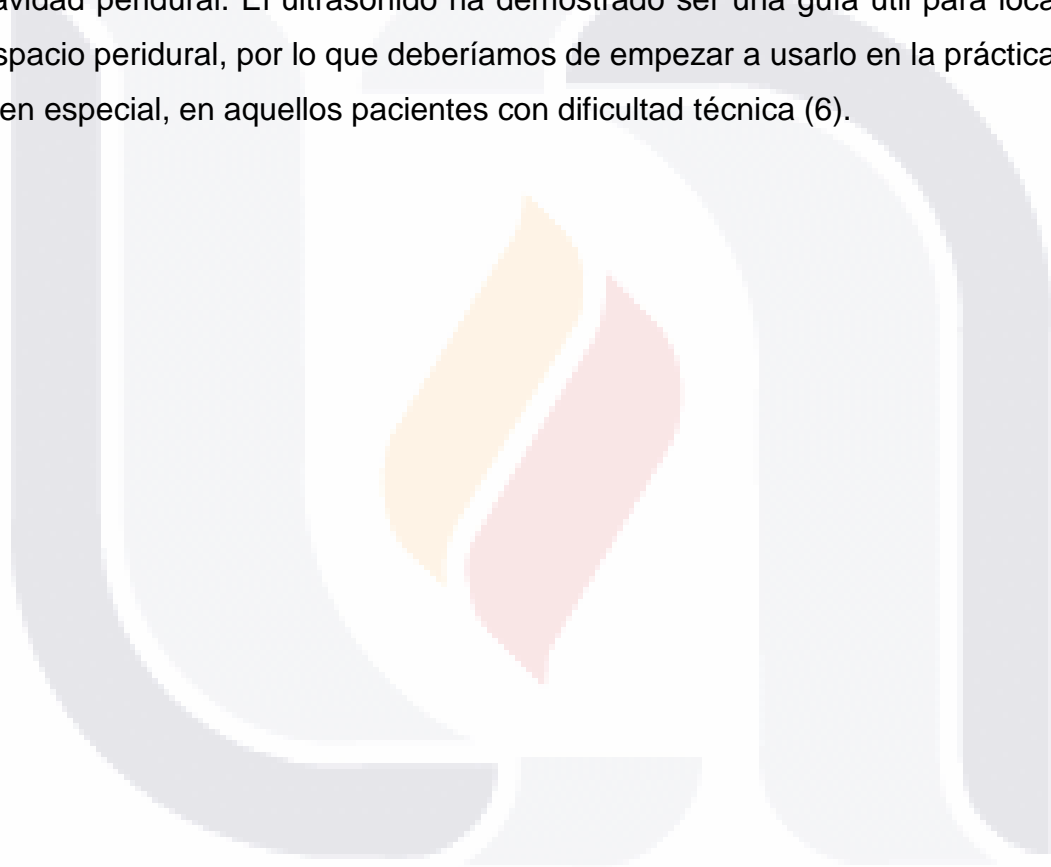 avidad peridural. El ultrasonido ha demostrado ser una guía útil para loca
spacio peridural, por lo que deberíamos de empezar a usarlo en la práctica
en especial, en aquellos pacientes con dificultad técnica (6).